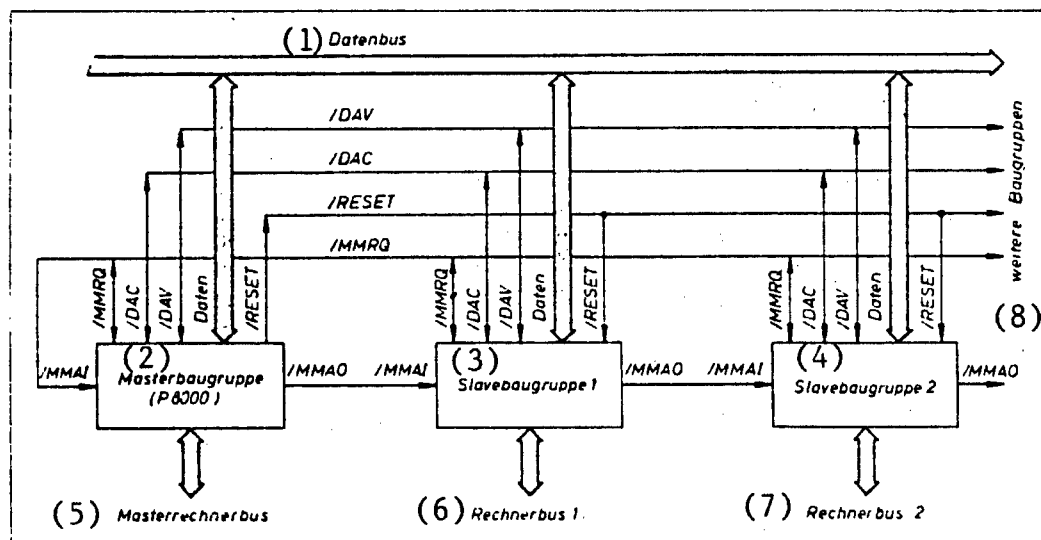 (1) Datenbus
/DAV
/DAC
/RESET
/MMRQ
weitere Baugruppen
(8)
/MMRQ
/DAC
/DAV
Daten
/RESET
/MMRQ
/DAC
/DAV
Daten
/RESET
/MMRQ
/DAC
/DAV
Daten
/RESET
/MMAI
(2)
Masterbaugruppe
(P8000)
/MMAO
/MMAI
(3)
Slavebaugruppe 1
/MMAO
/MMAI
(4)
Slavebaugruppe 2
/MMAO
(5) Masterrechnerbus
(6) Rechnerbus 1
(7) Rechnerbus 2